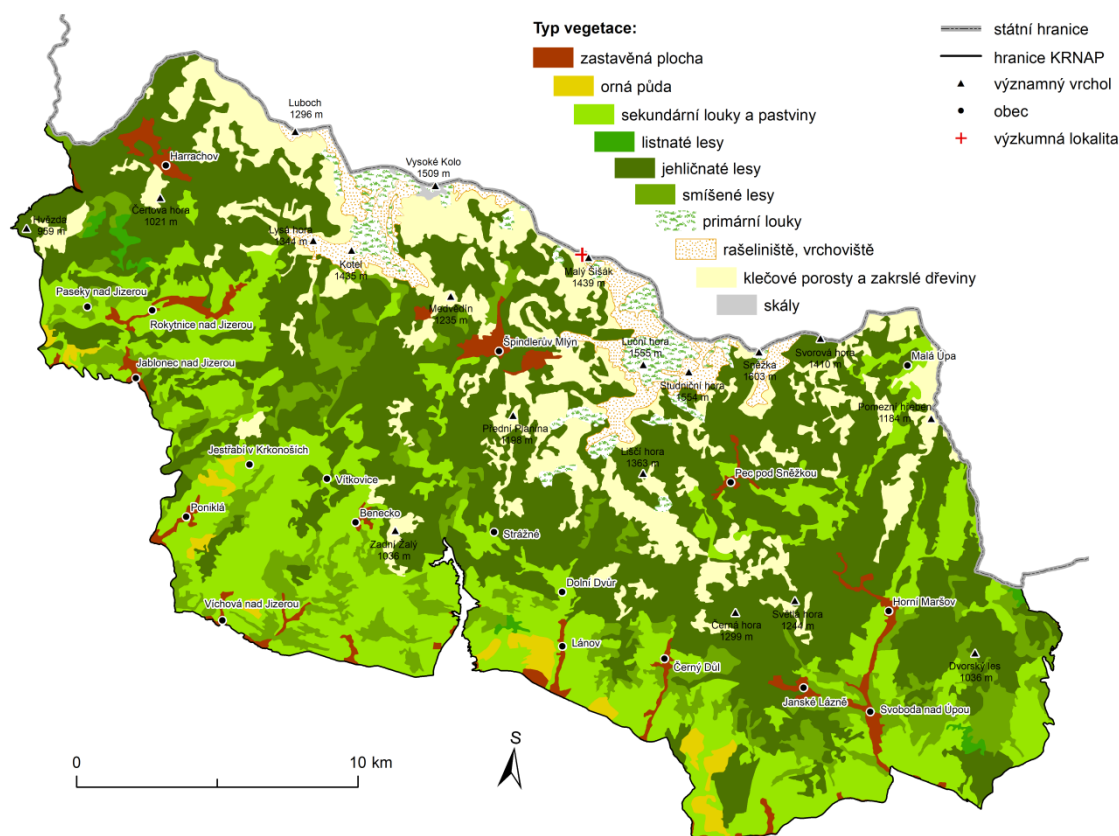 Typ vegetace:
zastavěná plocha
orná půda
sekundární louky a pastviny
listnaté lesy
jehličnaté lesy
smíšené lesy
primární louky
rašeliniště, vrchoviště
klečové porosty a zakrslé dřeviny
skály
státní hranice
hranice KRNAP
významný vrchol
obec
výzkumná lokalita
Luboch
1296 m
Harrachov
Vysoké Kolo
1509 m
Čertova hora
1021 m
Hvězda
959 m
Lysá hora
1344 m
Kotel
1435 m
Malý Šišák
1439 m
Paseky nad Jizerou
Rokytnice nad Jizerou
Medvědín
1235 m
Špindlerův Mlýn
Luční hora
1555 m
Studniční hora
1554 m
Sněžka
1603 m
Svorová hora
1410 m
Malá Úpa
Jablonec nad Jizerou
Pomezní hřeben
1184 m
Přední Planina
1198 m
Jestřabí v Krkonoších
Vítkovice
Liščí hora
1363 m
Pec pod Sněžkou
Poniklá
Benecko
Zadní Žalý
1036 m
Strážné
Dolní Dvůr
Víchová nad Jizerou
Černá hora
1299 m
Světlá hora
1244 m
Horní Maršov
Lánov
Černý Důl
Dvorský les
1036 m
Janské Lázně
Svoboda nad Úpou
0
10 km
S